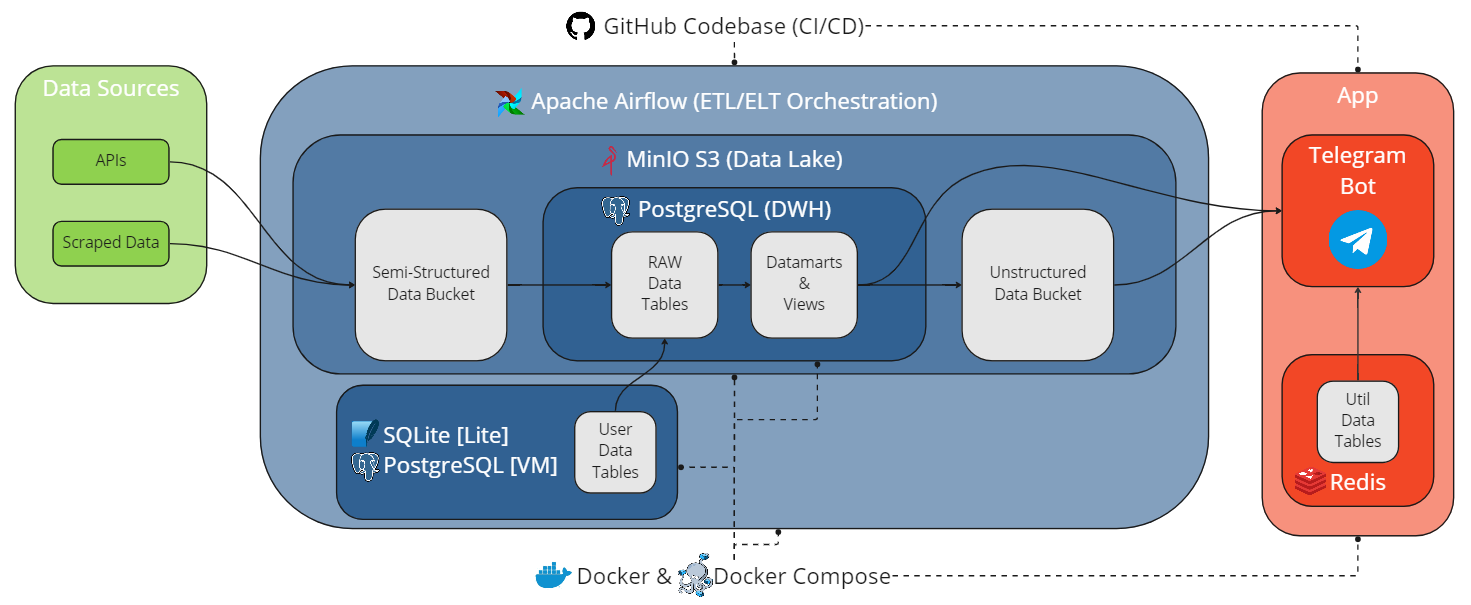 GitHub Codebase (CI/CD)
Data Sources
APIs
Scraped Data
Apache Airflow (ETL/ELT Orchestration)
MinIO S3 (Data Lake)
Semi-Structured
Data Bucket
PostgreSQL (DWH)
RAW
Data
Tables
Datamarts
&
Views
Unstructured
Data Bucket
SQLite [Lite]
PostgreSQL [VM]
User
Data
Tables
App
Telegram
Bot
Util
Data
Tables
Redis
Docker & Docker Compose